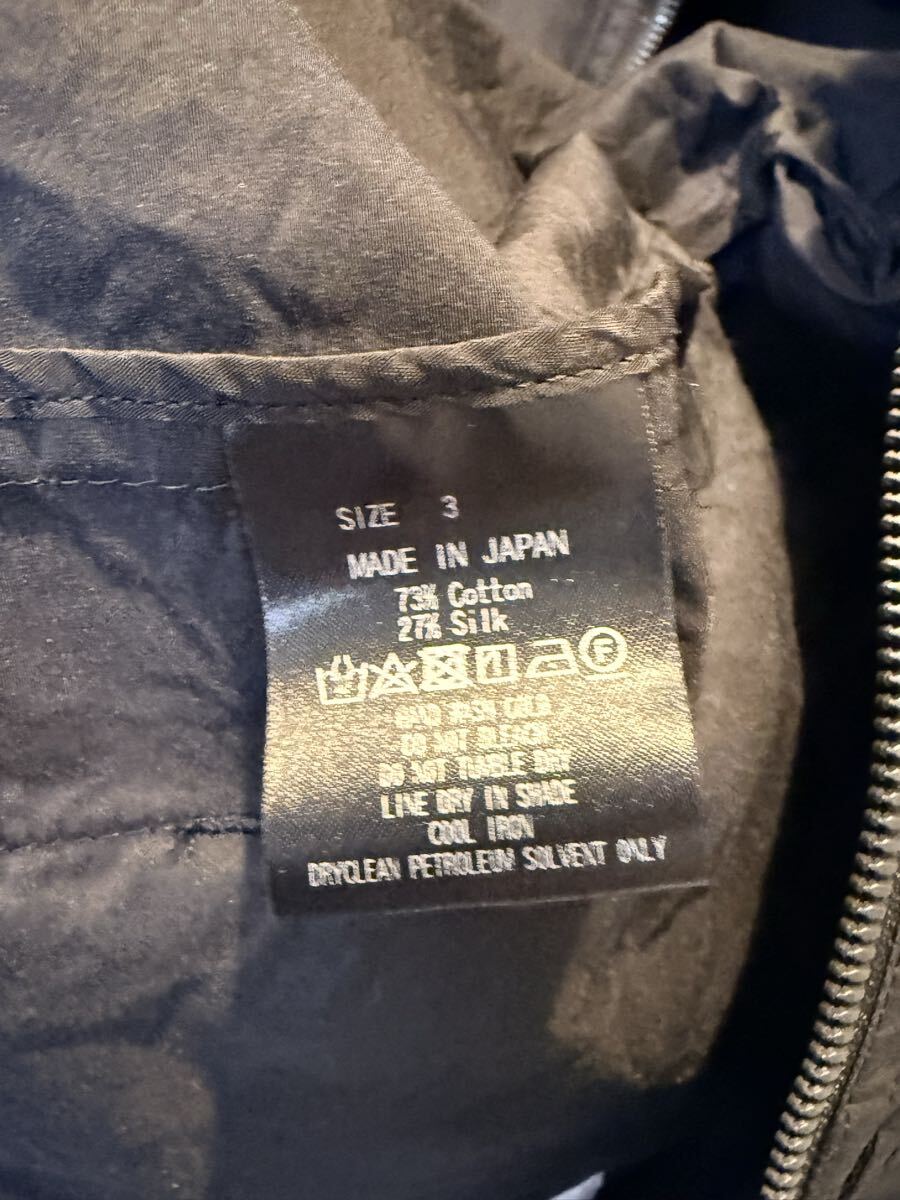 SIZE 3
MADE IN JAPAN
73% Cotton
27% Silk
F
HAND WASH COLD
DO NOT BLEACH
DO NOT TUMBLE DRY
LINE DRY IN SHADE
COOL IRON
DRYCLEAN PETROLEUM SOLVENT ONLY